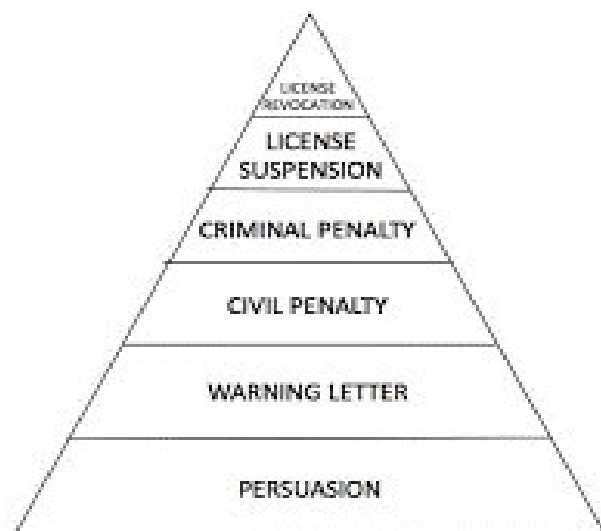 LICENSE
REVOCATION
LICENSE
SUSPENSION
CRIMINAL PENALTY
CIVIL PENALTY
WARNING LETTER
PERSUASION